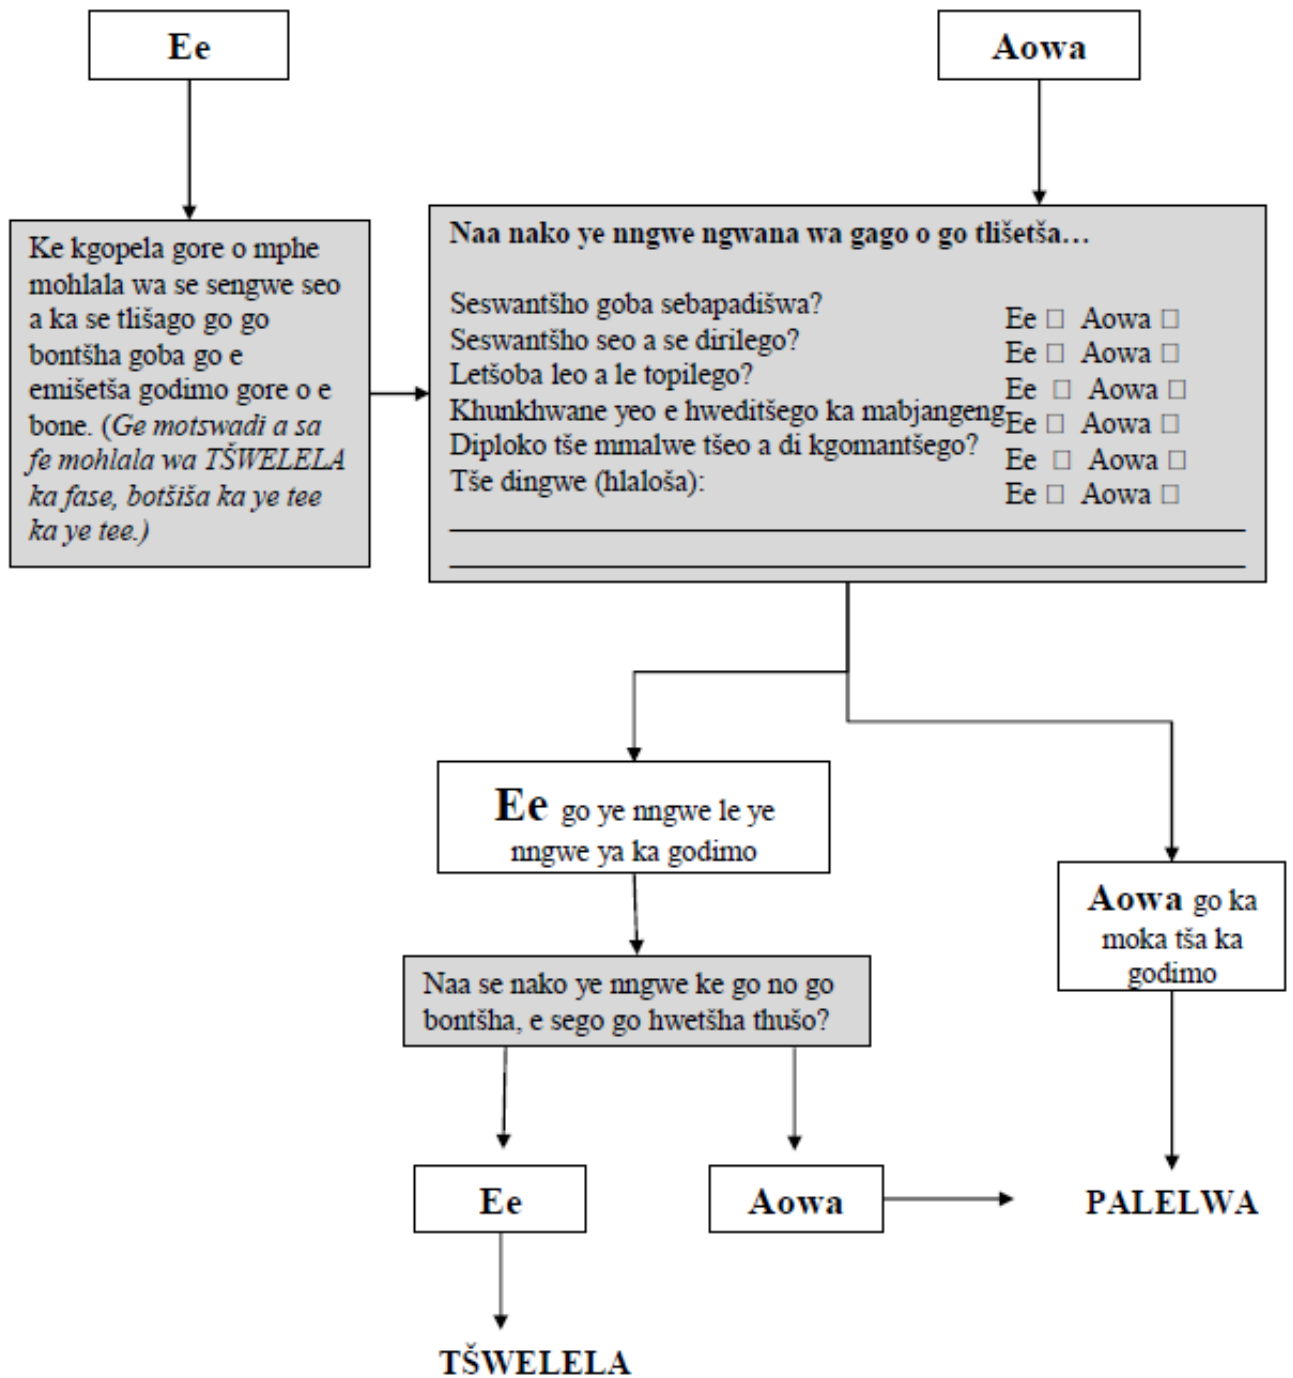 Ee
Aowa
Ke kgopela gore o mphe
mohlala wa se sengwe seo
a ka se tlišago go go
bontšha goba go e
emišetša godimo gore o e
bone. (Ge motswadi a sa
fe mohlala wa TŠWELELA
ka fase, botšiša ka ye tee
ka ye tee.)
Naa nako ye nngwe ngwana wa gago o go tlišetša…
Seswantšho goba sebapadišwa? Ee □ Aowa □
Seswantšho seo a se dirilego? Ee □ Aowa □
Letšoba leo a le topilego? Ee □ Aowa □
Khunkhwane yeo e hweditšego ka mabjangeng Ee □ Aowa □
Diploko tše mmalwe tšeo a di kgomantšego? Ee □ Aowa □
Tše dingwe (hlaloša): Ee □ Aowa □
Ee go ye nngwe le ye
nngwe ya ka godimo
Aowa go ka
moka tša ka
godimo
Naa se nako ye nngwe ke go no go
bontšha, e sego go hwetšha thušo?
Ee
Aowa
PALELWA
TŠWELELA